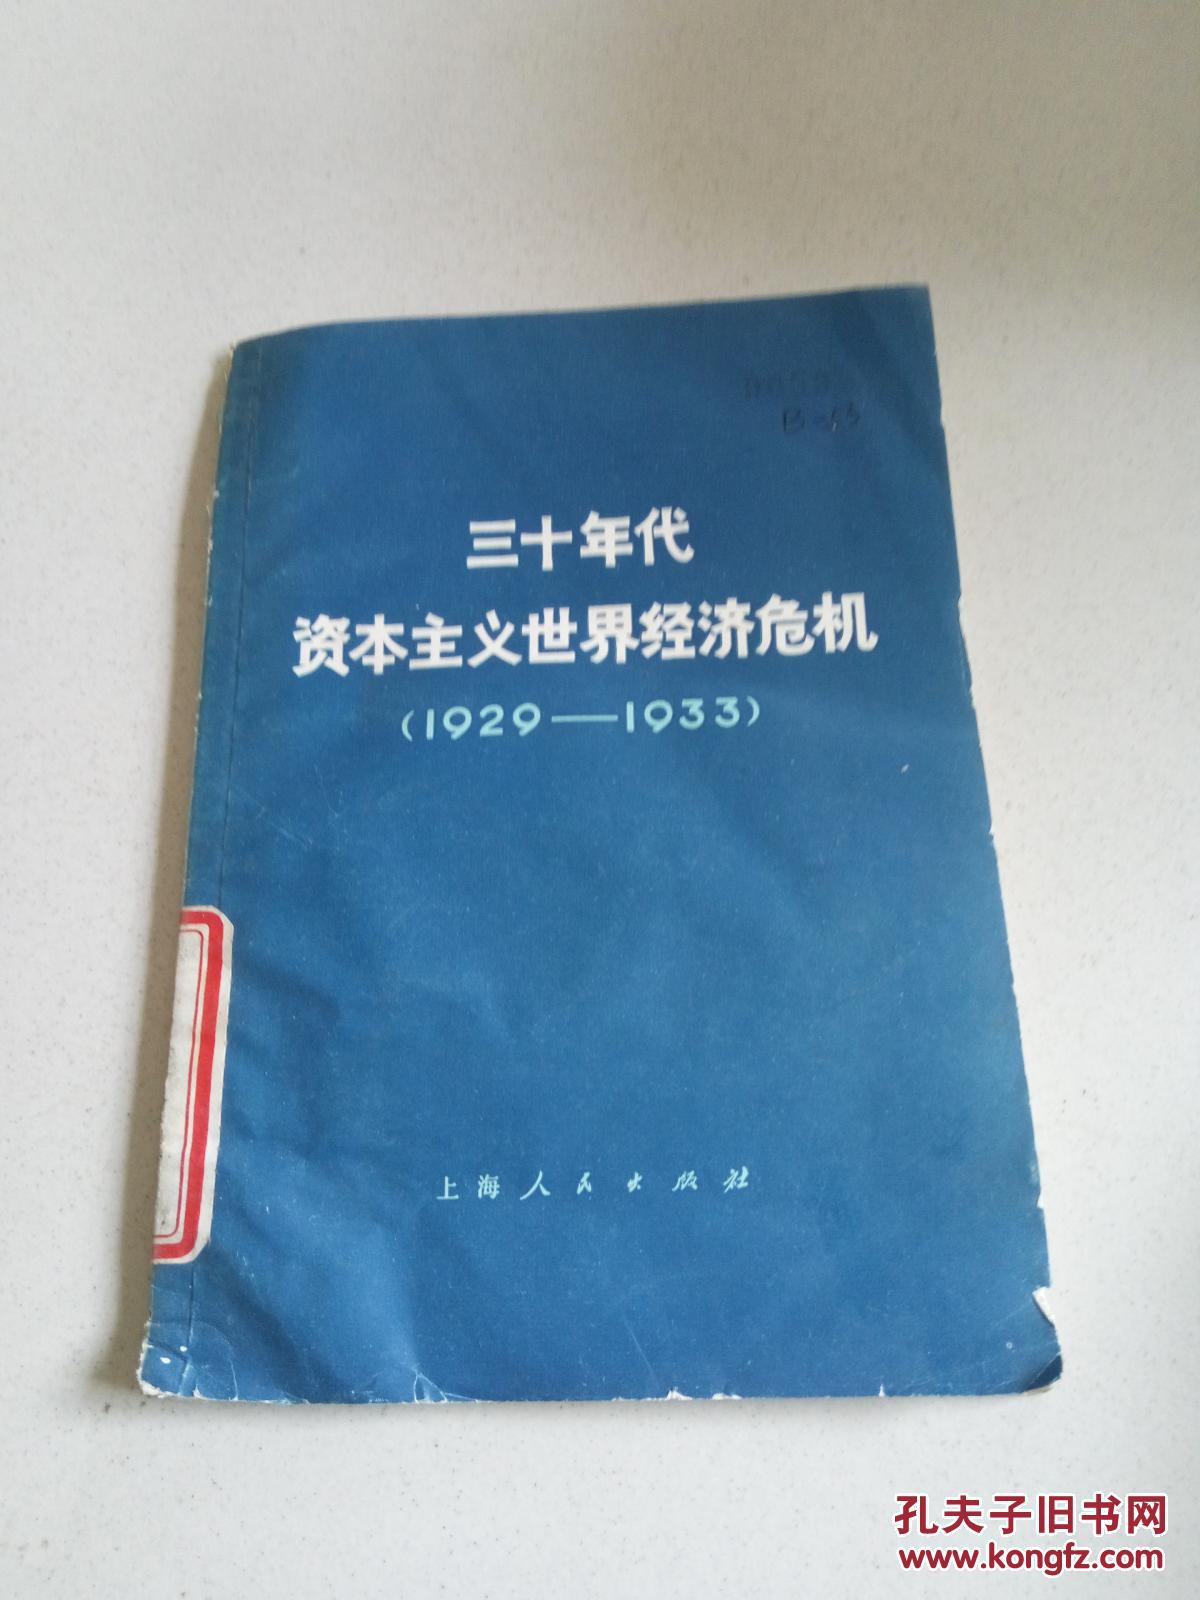 三十年代
资本主义世界经济危机
(1929—1933)
上海人民出版社
孔夫子旧书网
www.kongfz.com